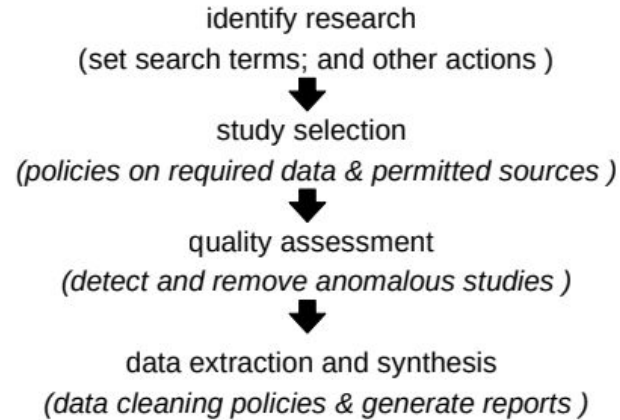 identify research
(set search terms; and other actions )
study selection
(policies on required data & permitted sources )
quality assessment
(detect and remove anomalous studies )
data extraction and synthesis
(data cleaning policies & generate reports )